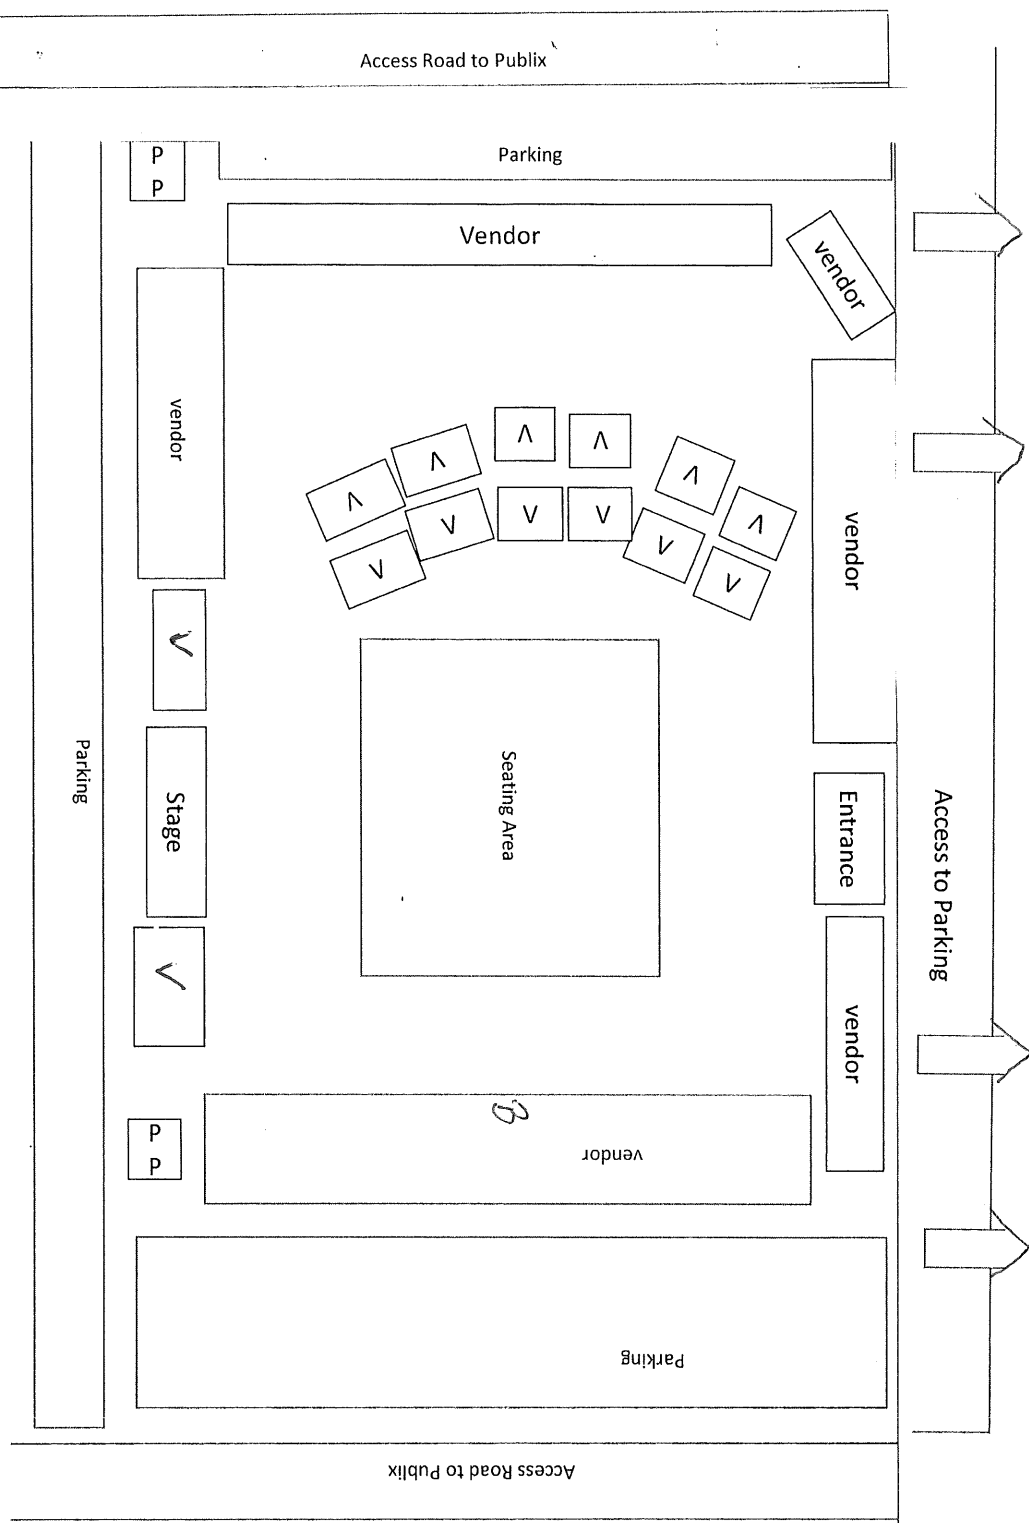 Access Road to Publix
Parking
P
P
Vendor
vendor
vendor
V
V
V
V
V
V
V
V
V
V
V
V
vendor
V
Parking
Stage
Seating Area
Entrance
Access to Parking
V
vendor
P
P
vendor
Parking
Access Road to Publix